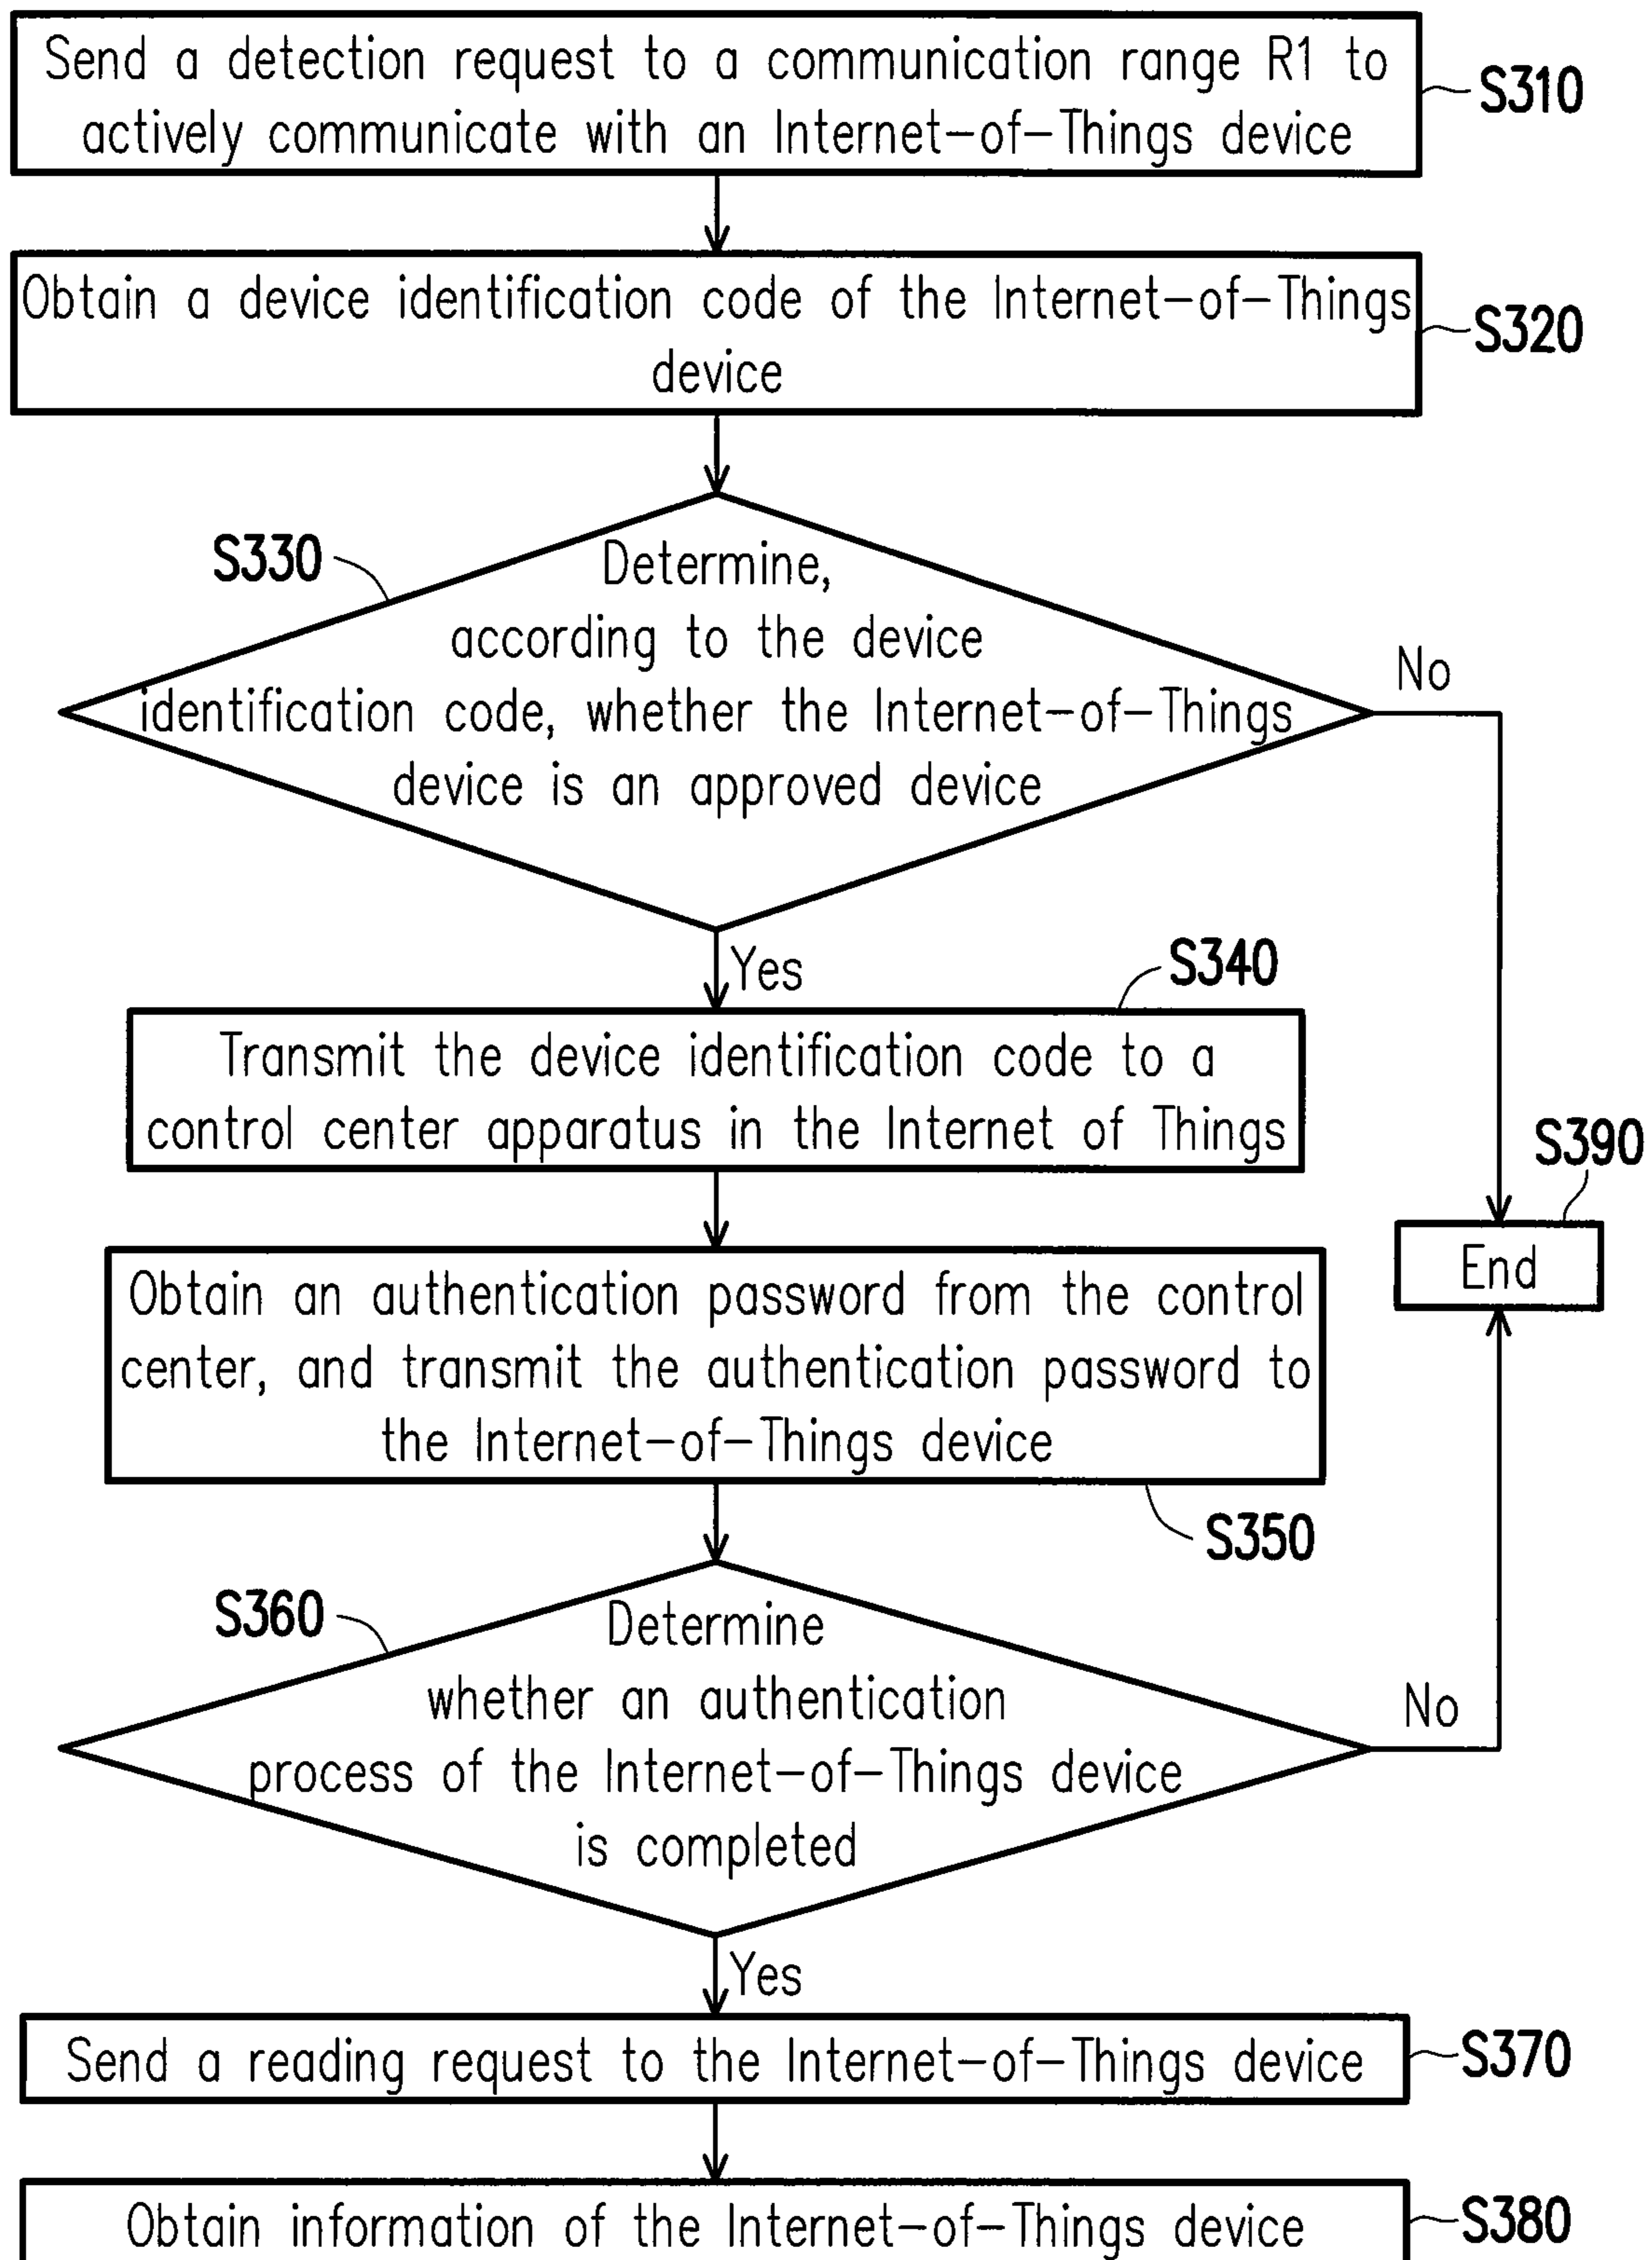 Send a detection request to a communication range R1 to
actively communicate with an Internet-of-Things device
S310
Obtain a device identification code of the Internet-of-Things
device
S320
S330
Determine,
according to the device
identification code, whether the Internet-of-Things
device is an approved device
No
Yes
S340
Transmit the device identification code to a
control center apparatus in the Internet of Things
S390
End
Obtain an authentication password from the control
center, and transmit the authentication password to
the Internet-of-Things device
S350
S360
Determine
whether an authentication
process of the Internet-of-Things device
is completed
No
Yes
Send a reading request to the Internet-of-Things device
S370
Obtain information of the Internet-of-Things device
S380